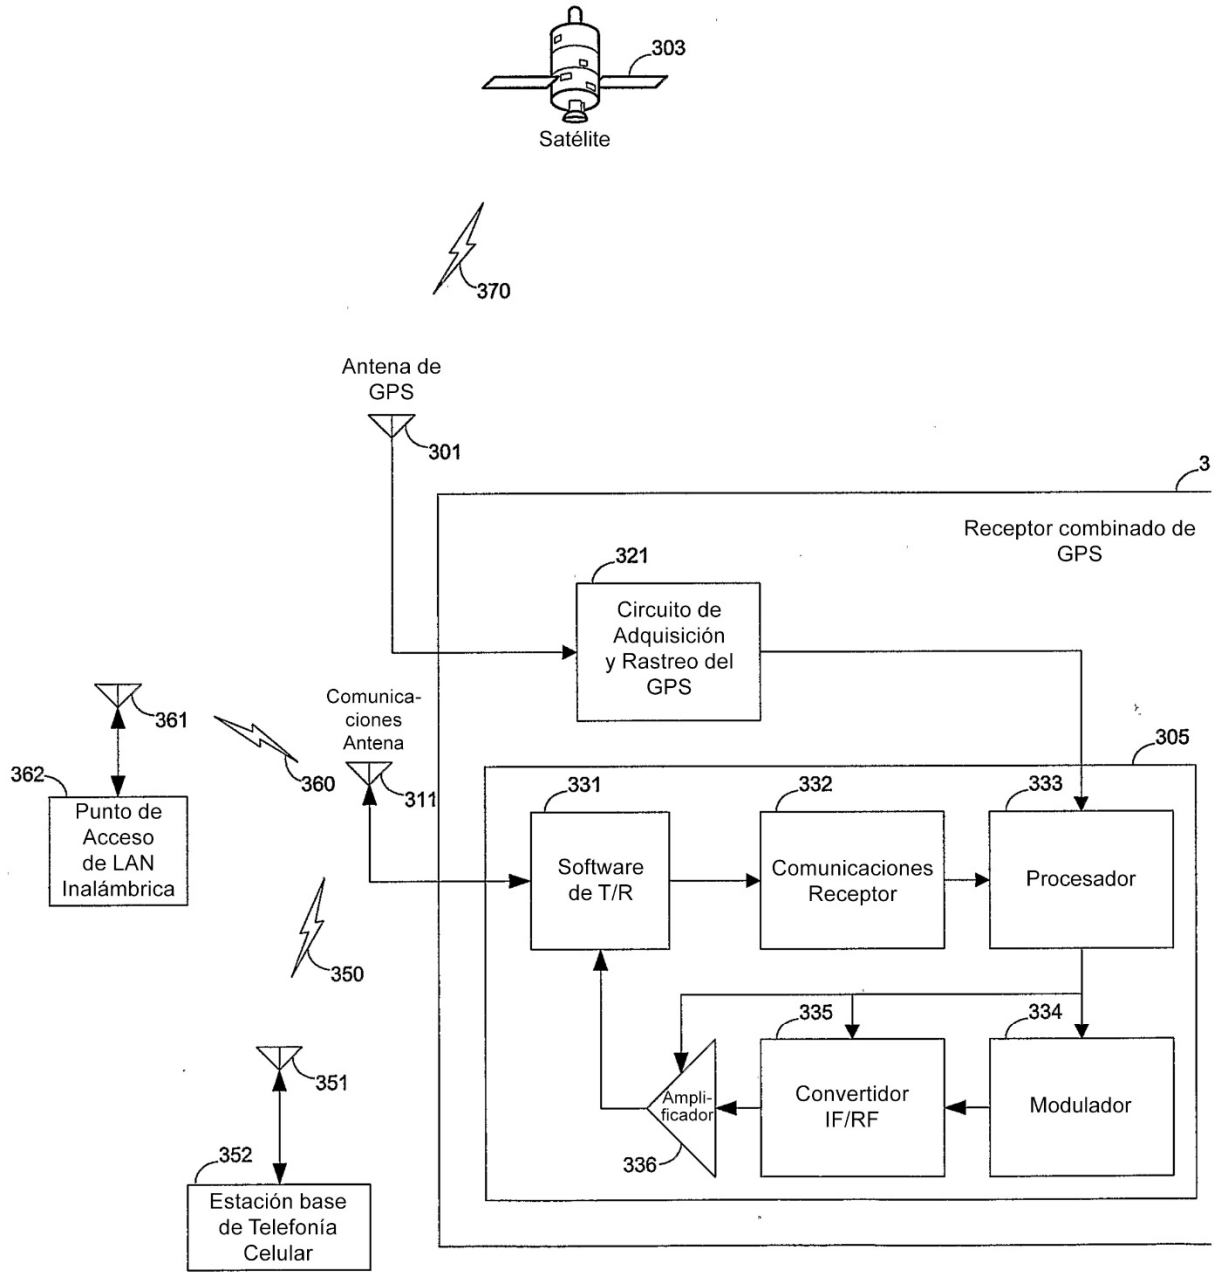 303
Satélite
370
Antena de
GPS
301
3
Receptor combinado de
GPS
321
Circuito de
Adquisición
y Rastreo del
GPS
361
360
Comunica-
ciones
Antena
311
305
362
Punto de
Acceso
de LAN
Inalámbrica
331
Software
de T/R
332
Comunicaciones
Receptor
333
Procesador
350
351
352
Estación base
de Telefonía
Celular
336
Ampli-
ficador
335
Convertidor
IF/RF
334
Modulador